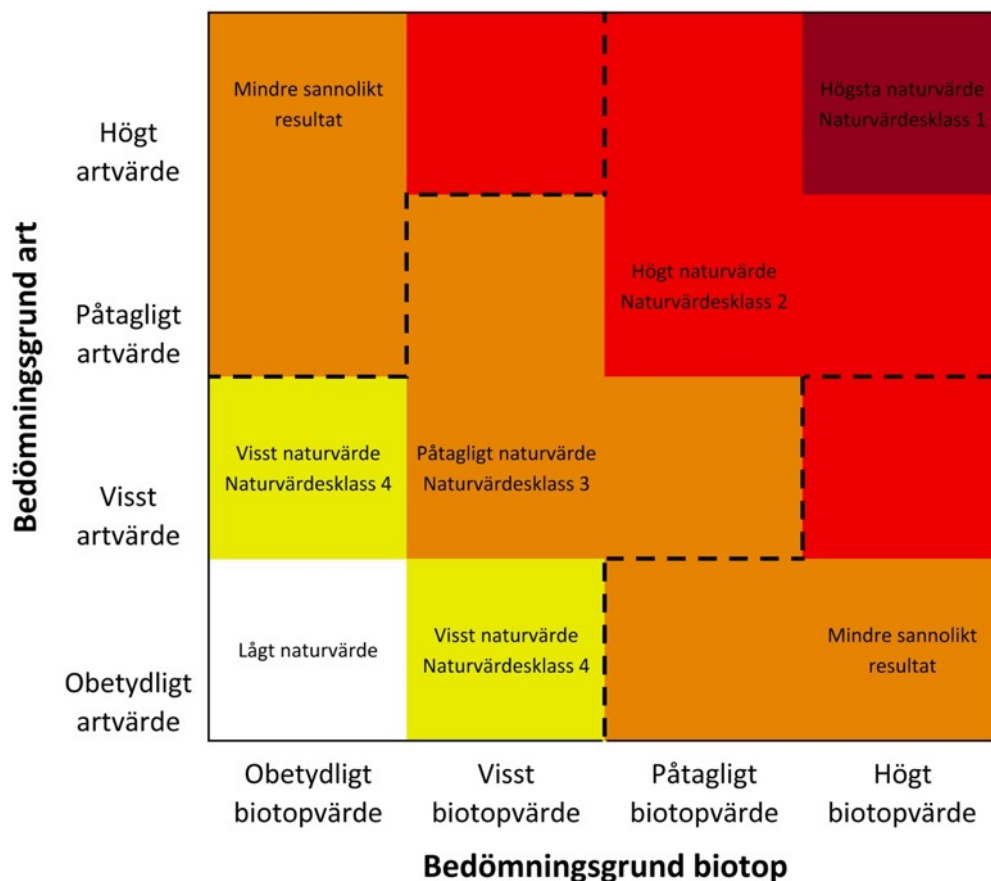 Bedömningsgrund art
Högt
artvärde
Mindre sannolikt
resultat
Högsta naturvärde
Naturvärdesklass 1
Påtagligt
artvärde
Högt naturvärde
Naturvärdesklass 2
Visst
artvärde
Visst naturvärde
Naturvärdesklass 4
Påtagligt naturvärde
Naturvärdesklass 3
Obetydligt
artvärde
Lågt naturvärde
Visst naturvärde
Naturvärdesklass 4
Mindre sannolikt
resultat
Obetydligt
biotopvärde
Visst
biotopvärde
Påtagligt
biotopvärde
Högt
biotopvärde
Bedömningsgrund biotop